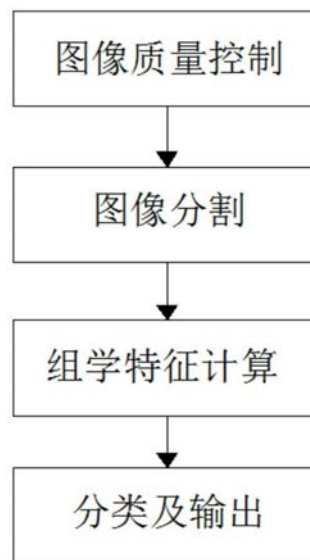 图像质量控制
图像分割
组学特征计算
分类及输出